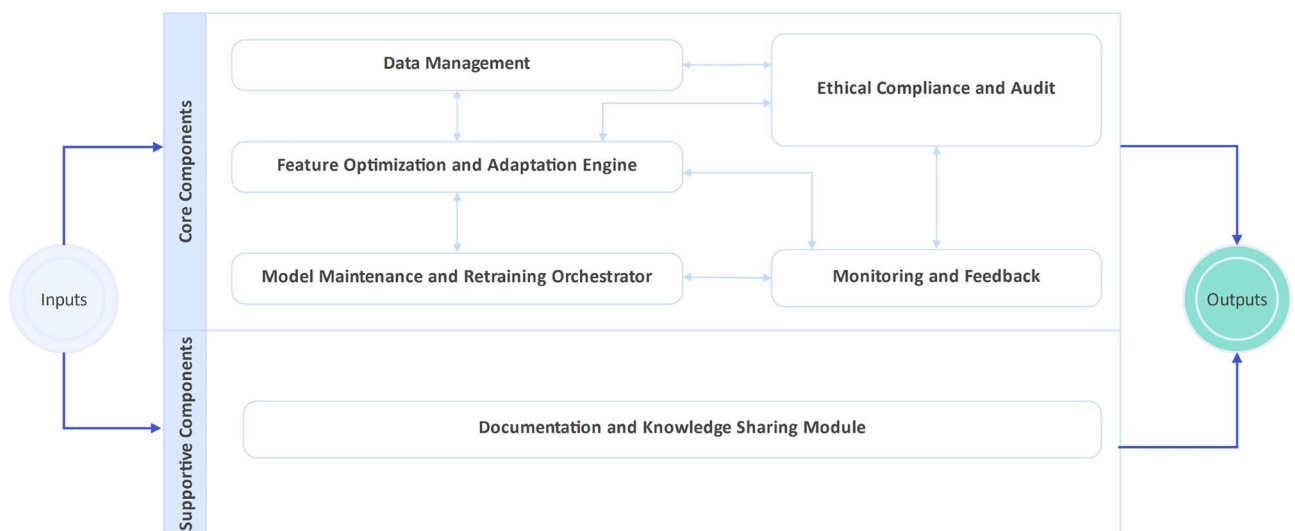 Inputs
Core Components
Data Management
Ethical Compliance and Audit
Feature Optimization and Adaptation Engine
Model Maintenance and Retraining Orchestrator
Monitoring and Feedback
Supportive Components
Documentation and Knowledge Sharing Module
Outputs